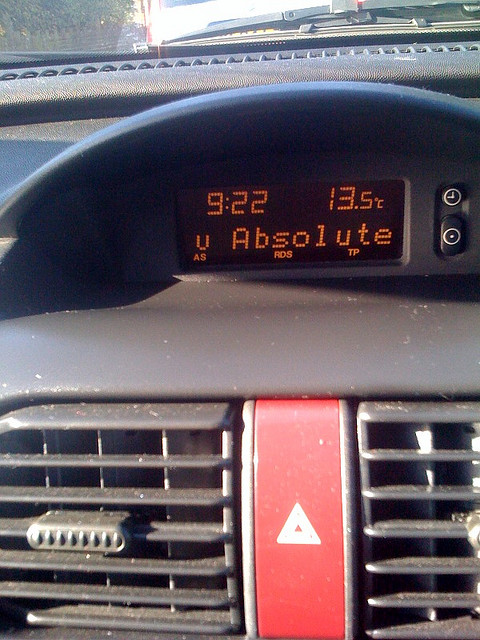 9:22 13.5°c
υ Absolute
AS RDS TP